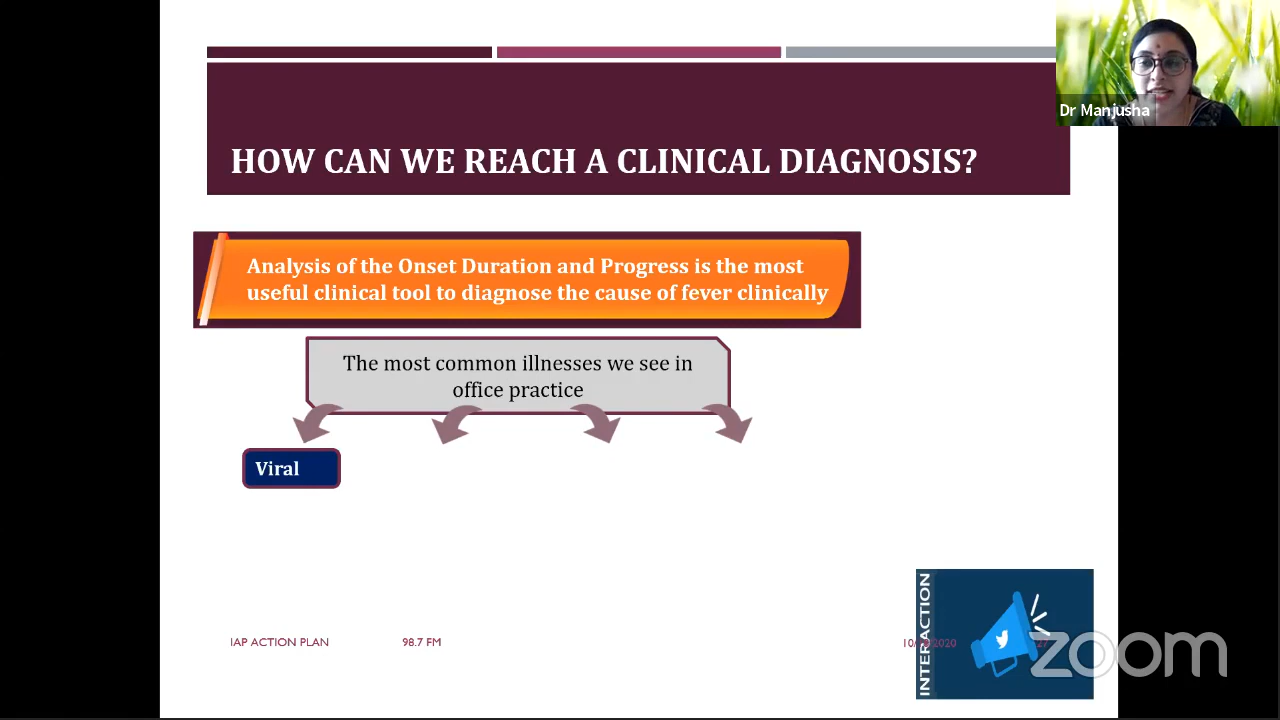 Dr Manjusha
HOW CAN WE REACH A CLINICAL DIAGNOSIS?
Analysis of the Onset Duration and Progress is the most
useful clinical tool to diagnose the cause of fever clinically
The most common illnesses we see in
office practice
Viral
INTERACTION
IAP ACTION PLAN
98.7 FM
27
zoom